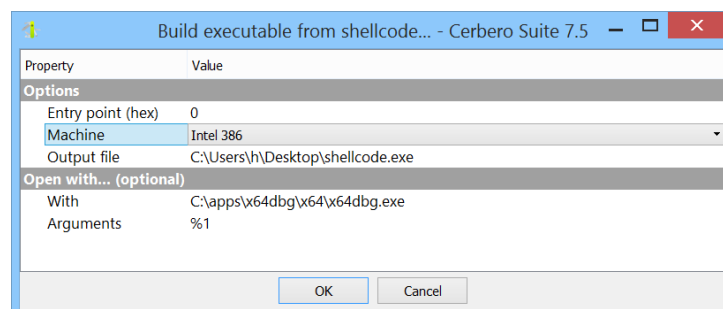 Build executable from shellcode... - Cerbero Suite 7.5
Property Value
Options
Entry point (hex) 0
Machine Intel 386
Output file C:\Users\h\Desktop\shellcode.exe
Open with... (optional)
With C:\apps\x64dbg\x64\x64dbg.exe
Arguments %1
OK Cancel